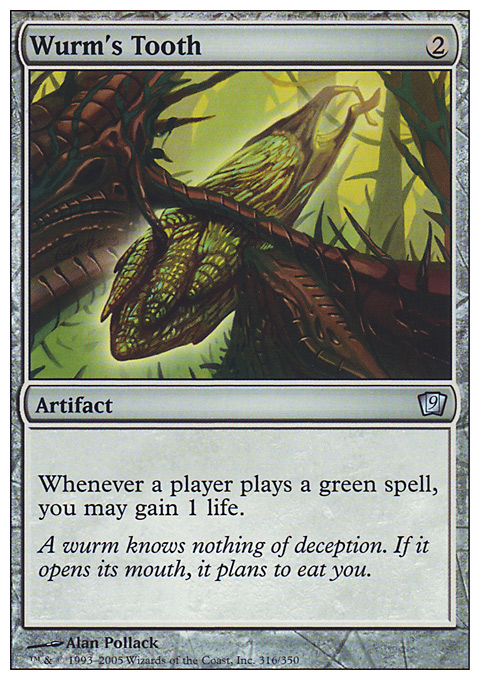 Wurm's Tooth 2
Artifact 9
Whenever a player plays a green spell,
you may gain 1 life.
A wurm knows nothing of deception. If it
opens its mouth, it plans to eat you.
Alan Pollack
™ & © 1993–2005 Wizards of the Coast, Inc. 316/350